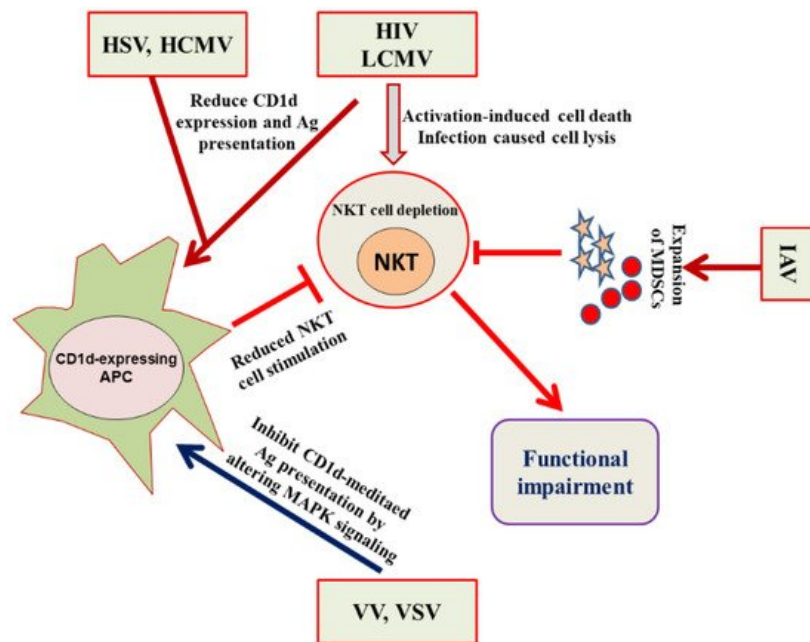 HSV, HCMV
HIV
LCMV
Reduce CD1d
expression and Ag
presentation
Activation-induced cell death
Infection caused cell lysis
NKT cell depletion
NKT
Expansion
of MDSCs
IAV
CD1d-expressing
APC
Reduced NKT
cell stimulation
Inhibit CD1d-meditaed
Ag presentation by
altering MAPK signaling
Functional
impairment
VV, VSV